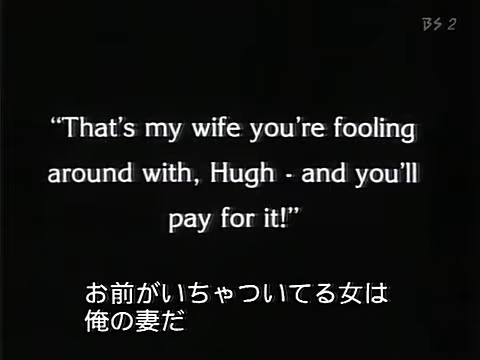 BS 2
“That's my wife you're fooling
around with, Hugh - and you'll
pay for it!”
お前がいちゃついてる女は
俺の妻だ